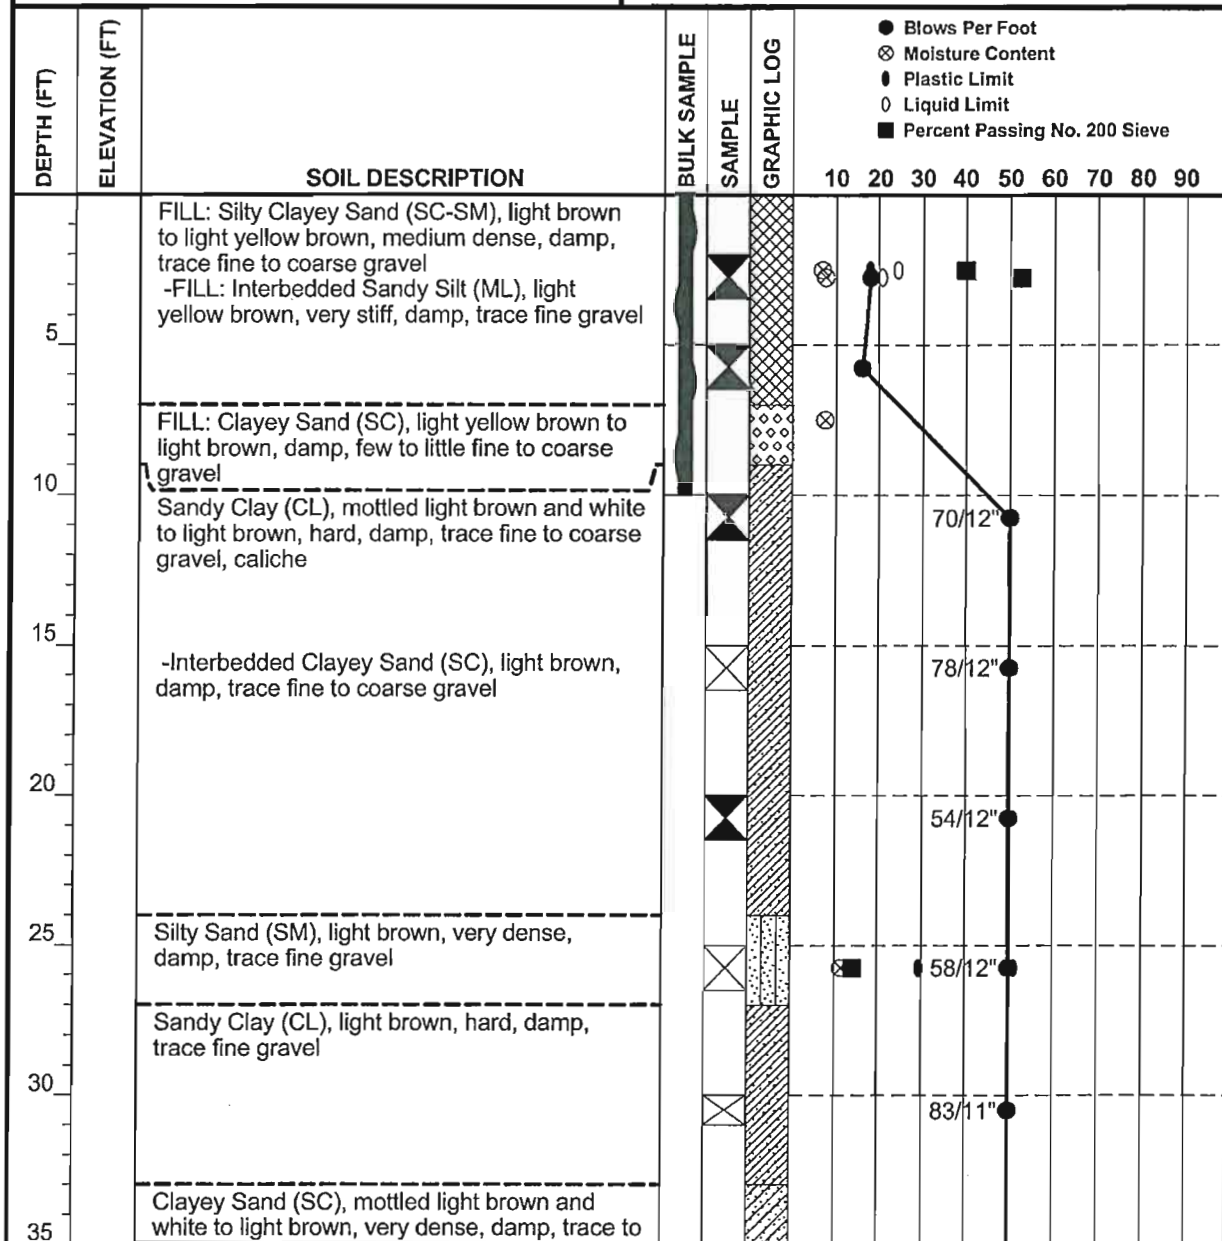 Blows Per Foot
Moisture Content
Plastic Limit
Liquid Limit
Percent Passing No. 200 Sieve
DEPTH (FT)
ELEVATION (FT)
SOIL DESCRIPTION
BULK SAMPLE
SAMPLE
GRAPHIC LOG
10 20 30 40 50 60 70 80 90
FILL: Silty Clayey Sand (SC-SM), light brown
to light yellow brown, medium dense, damp,
trace fine to coarse gravel
-FILL: Interbedded Sandy Silt (ML), light
yellow brown, very stiff, damp, trace fine gravel
5
FILL: Clayey Sand (SC), light yellow brown to
light brown, damp, few to little fine to coarse
gravel
10
Sandy Clay (CL), mottled light brown and white
to light brown, hard, damp, trace fine to coarse
gravel, caliche
70/12"
15
-Interbedded Clayey Sand (SC), light brown,
damp, trace fine to coarse gravel
78/12"
20
54/12"
25
Silty Sand (SM), light brown, very dense,
damp, trace fine gravel
58/12"
Sandy Clay (CL), light brown, hard, damp,
trace fine gravel
30
83/11"
Clayey Sand (SC), mottled light brown and
white to light brown, very dense, damp, trace to
35